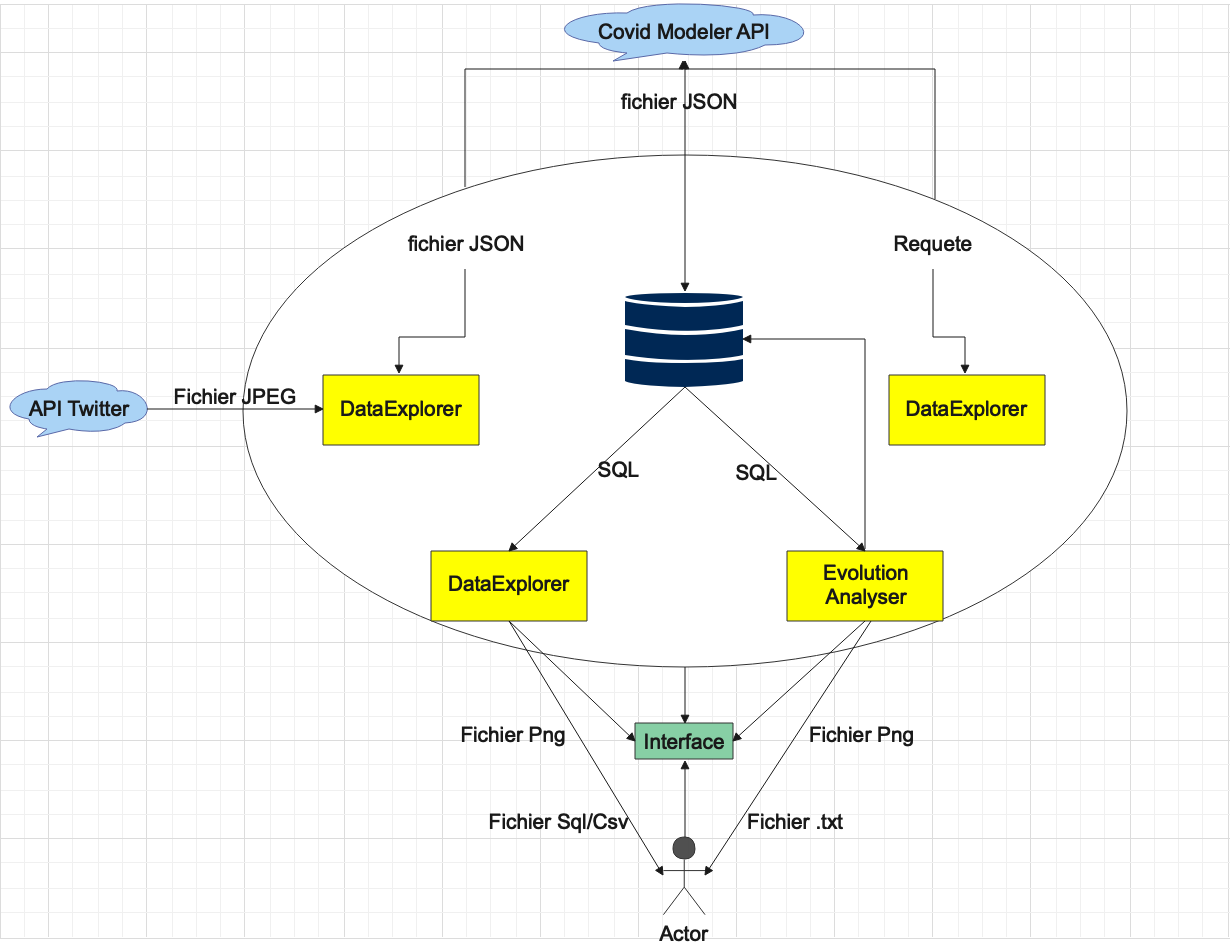 Covid Modeler API
fichier JSON
fichier JSON
Requete
Fichier JPEG
API Twitter
DataExplorer
DataExplorer
SQL
SQL
DataExplorer
Evolution
Analyser
Fichier Png
Interface
Fichier Png
Fichier Sql/Csv
Fichier .txt
Actor